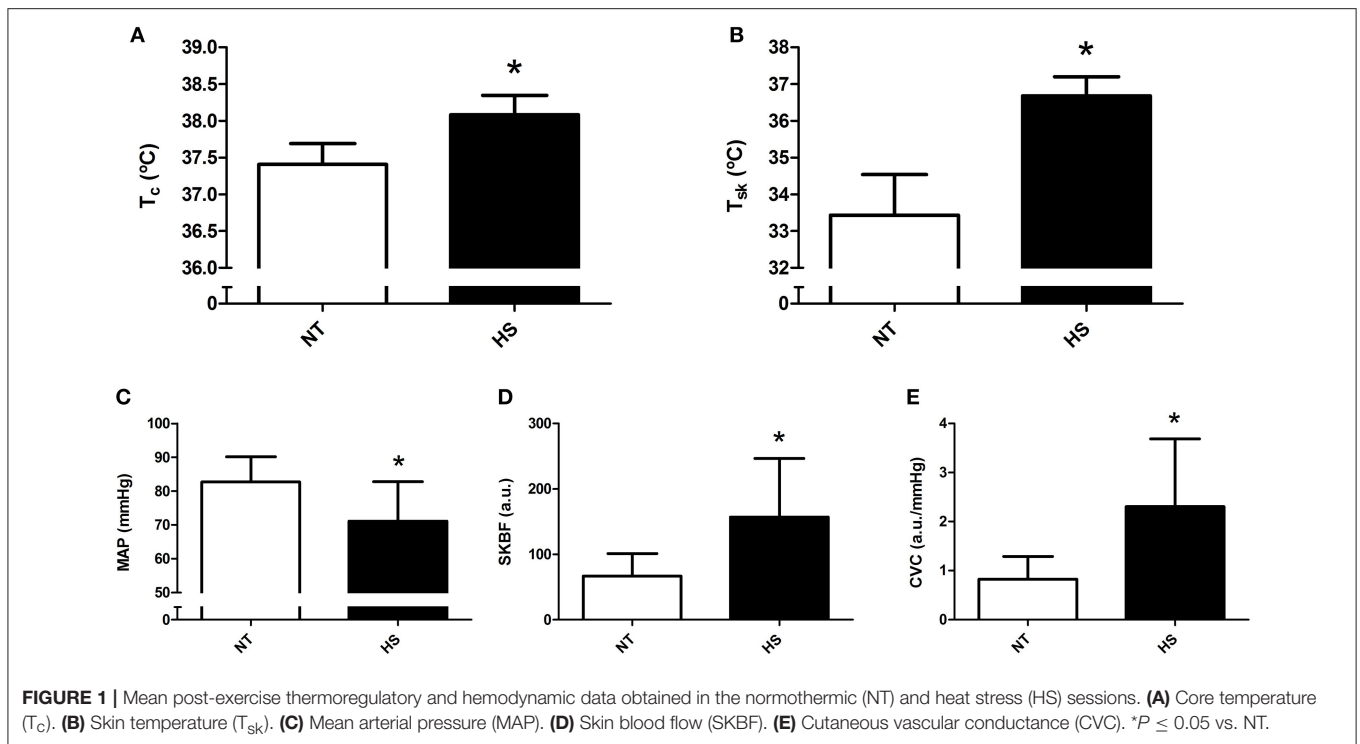 A
39.0
38.5
38.0
37.5
37.0
36.5
36.0
0
Tc (ºC)
*
NT
HS
B
38
37
36
35
34
33
32
0
Tsk (ºC)
*
NT
HS
C
100
90
80
70
60
50
0
MAP (mmHg)
*
NT
HS
D
300
200
100
0
SKBF (a.u.)
*
NT
HS
E
4
3
2
1
0
CVC (a.u./mmHg)
*
NT
HS
FIGURE 1 | Mean post-exercise thermoregulatory and hemodynamic data obtained in the normothermic (NT) and heat stress (HS) sessions. (A) Core temperature
(TC). (B) Skin temperature (Tsk). (C) Mean arterial pressure (MAP). (D) Skin blood flow (SKBF). (E) Cutaneous vascular conductance (CVC). *P ≤ 0.05 vs. NT.